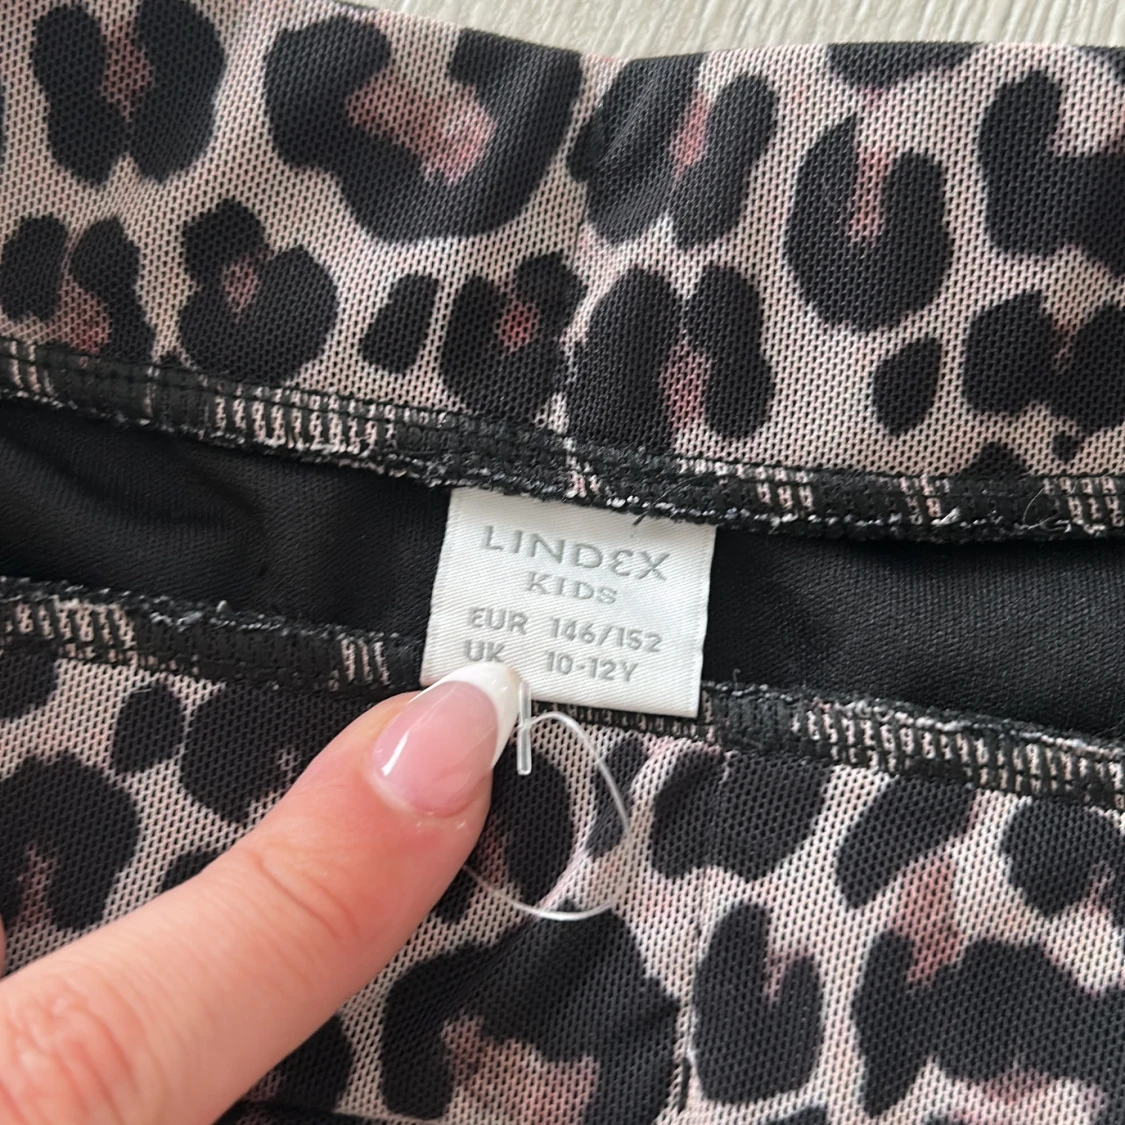 LINDEX
KIDS
EUR 146/152
UK 10-12Y